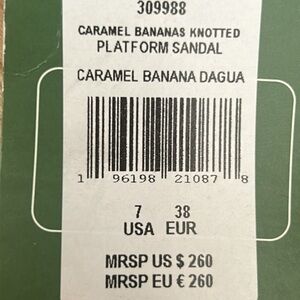 309988
CARAMEL BANANAS KNOTTED
PLATFORM SANDAL
CARAMEL BANANA DAGUA
1 96198 21087 8
7 38
USA EUR
MRSP US $ 260
MRSP EU € 260